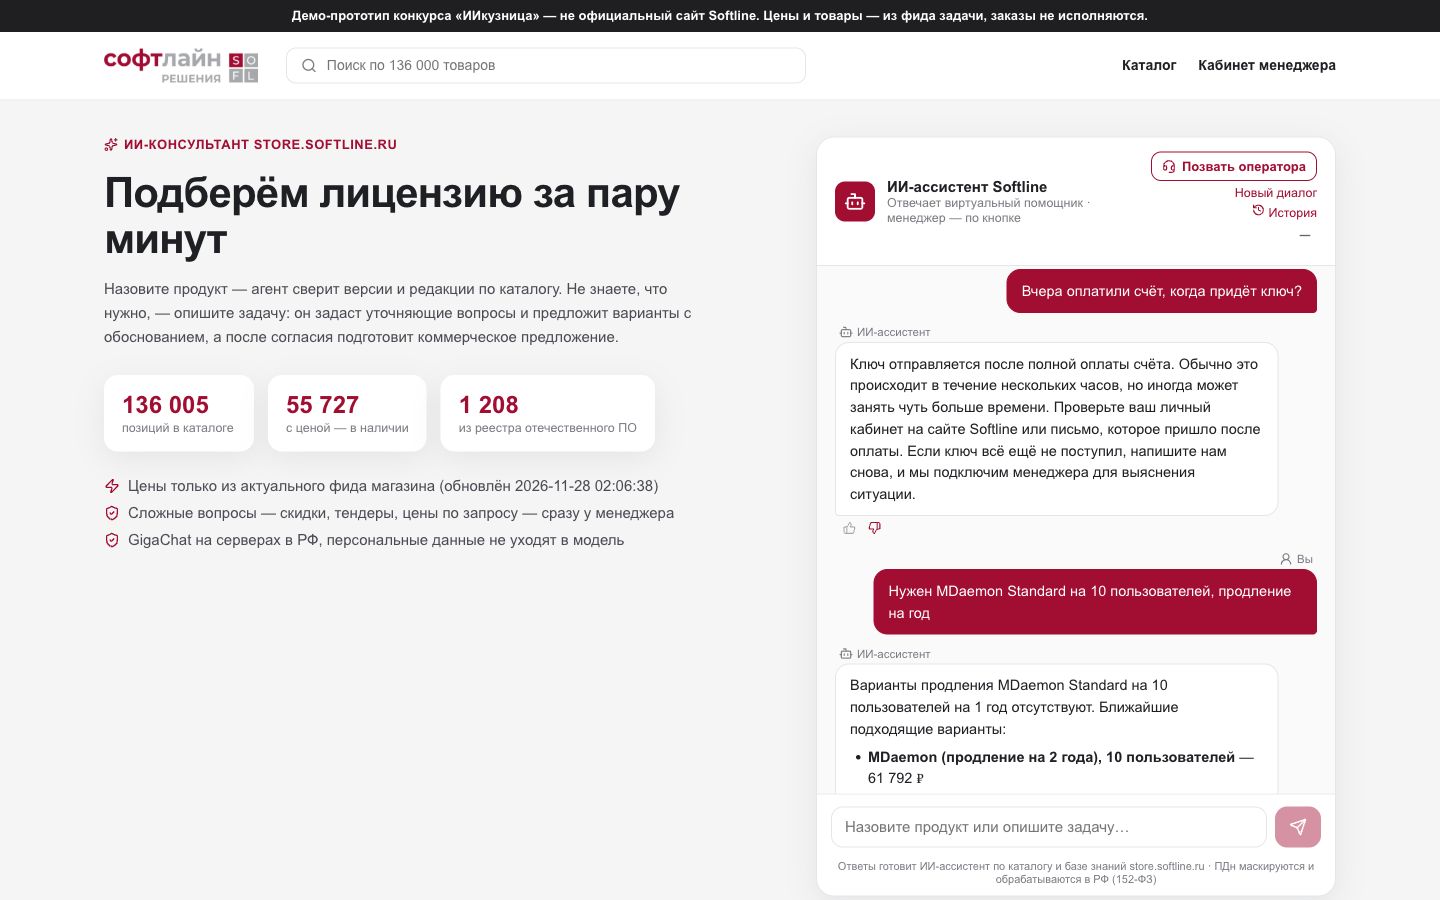 Демо-прототип конкурса «ИИкузница» — не официальный сайт Softline. Цены и товары — из фида задачи, заказы не исполняются.
софтлайн
РЕШЕНИЯ
S O
F L
Поиск по 136 000 товаров
Каталог
Кабинет менеджера
ИИ-КОНСУЛЬТАНТ STORE.SOFTLINE.RU
Подберём лицензию за пару
минут
Назовите продукт — агент сверит версии и редакции по каталогу. Не знаете, что
нужно, — опишите задачу: он задаст уточняющие вопросы и предложит варианты с
обоснованием, а после согласия подготовит коммерческое предложение.
136 005
позиций в каталоге
55 727
с ценой — в наличии
1 208
из реестра отечественного ПО
Цены только из актуального фида магазина (обновлён 2026-11-28 02:06:38)
Сложные вопросы — скидки, тендеры, цены по запросу — сразу у менеджера
GigaChat на серверах в РФ, персональные данные не уходят в модель
ИИ-ассистент Softline
Отвечает виртуальный помощник ·
менеджер — по кнопке
Позвать оператора
Новый диалог
История
—
Вчера оплатили счёт, когда придёт ключ?
ИИ-ассистент
Ключ отправляется после полной оплаты счёта. Обычно это
происходит в течение нескольких часов, но иногда может
занять чуть больше времени. Проверьте ваш личный
кабинет на сайте Softline или письмо, которое пришло после
оплаты. Если ключ всё ещё не поступил, напишите нам
снова, и мы подключим менеджера для выяснения
ситуации.
Вы
Нужен MDaemon Standard на 10 пользователей, продление
на год
ИИ-ассистент
Варианты продления MDaemon Standard на 10
пользователей на 1 год отсутствуют. Ближайшие
подходящие варианты:
• MDaemon (продление на 2 года), 10 пользователей —
61 792 ₽
Назовите продукт или опишите задачу…
Ответы готовит ИИ-ассистент по каталогу и базе знаний store.softline.ru · ПДн маскируются и
обрабатываются в РФ (152-ФЗ)